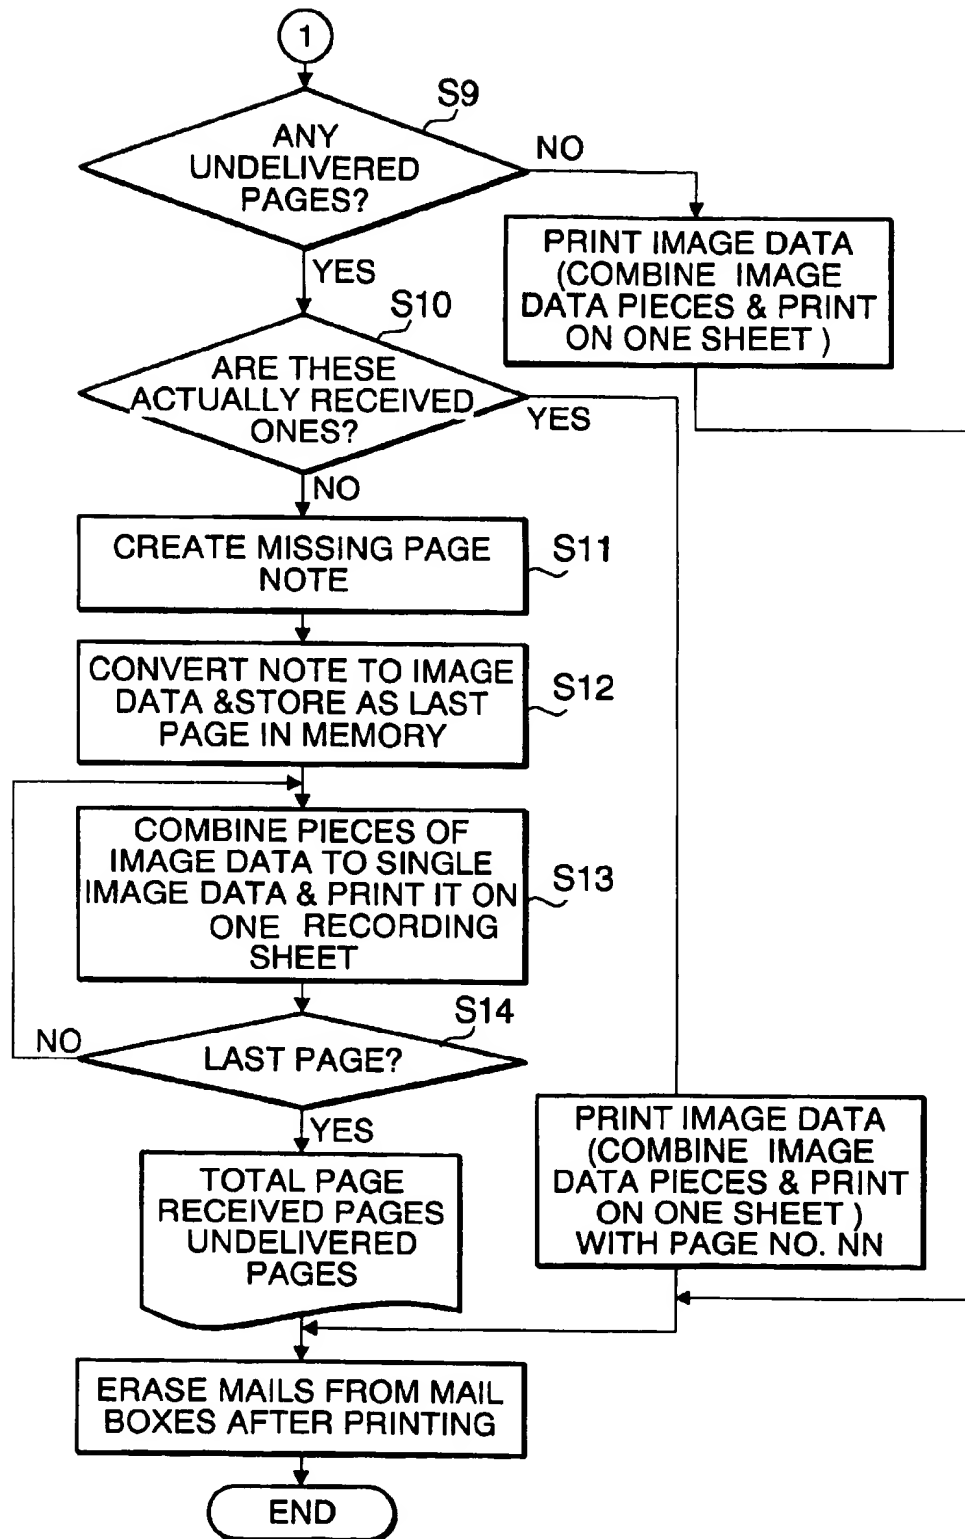 1
S9
ANY
UNDELIVERED
PAGES?
NO
YES
PRINT IMAGE DATA
(COMBINE IMAGE
DATA PIECES & PRINT
ON ONE SHEET )
S10
ARE THESE
ACTUALLY RECEIVED
ONES?
YES
NO
CREATE MISSING PAGE
NOTE
S11
CONVERT NOTE TO IMAGE
DATA &STORE AS LAST
PAGE IN MEMORY
S12
COMBINE PIECES OF
IMAGE DATA TO SINGLE
IMAGE DATA & PRINT IT ON
ONE RECORDING
SHEET
S13
S14
LAST PAGE?
NO
YES
TOTAL PAGE
RECEIVED PAGES
UNDELIVERED
PAGES
PRINT IMAGE DATA
(COMBINE IMAGE
DATA PIECES & PRINT
ON ONE SHEET )
WITH PAGE NO. NN
ERASE MAILS FROM MAIL
BOXES AFTER PRINTING
END